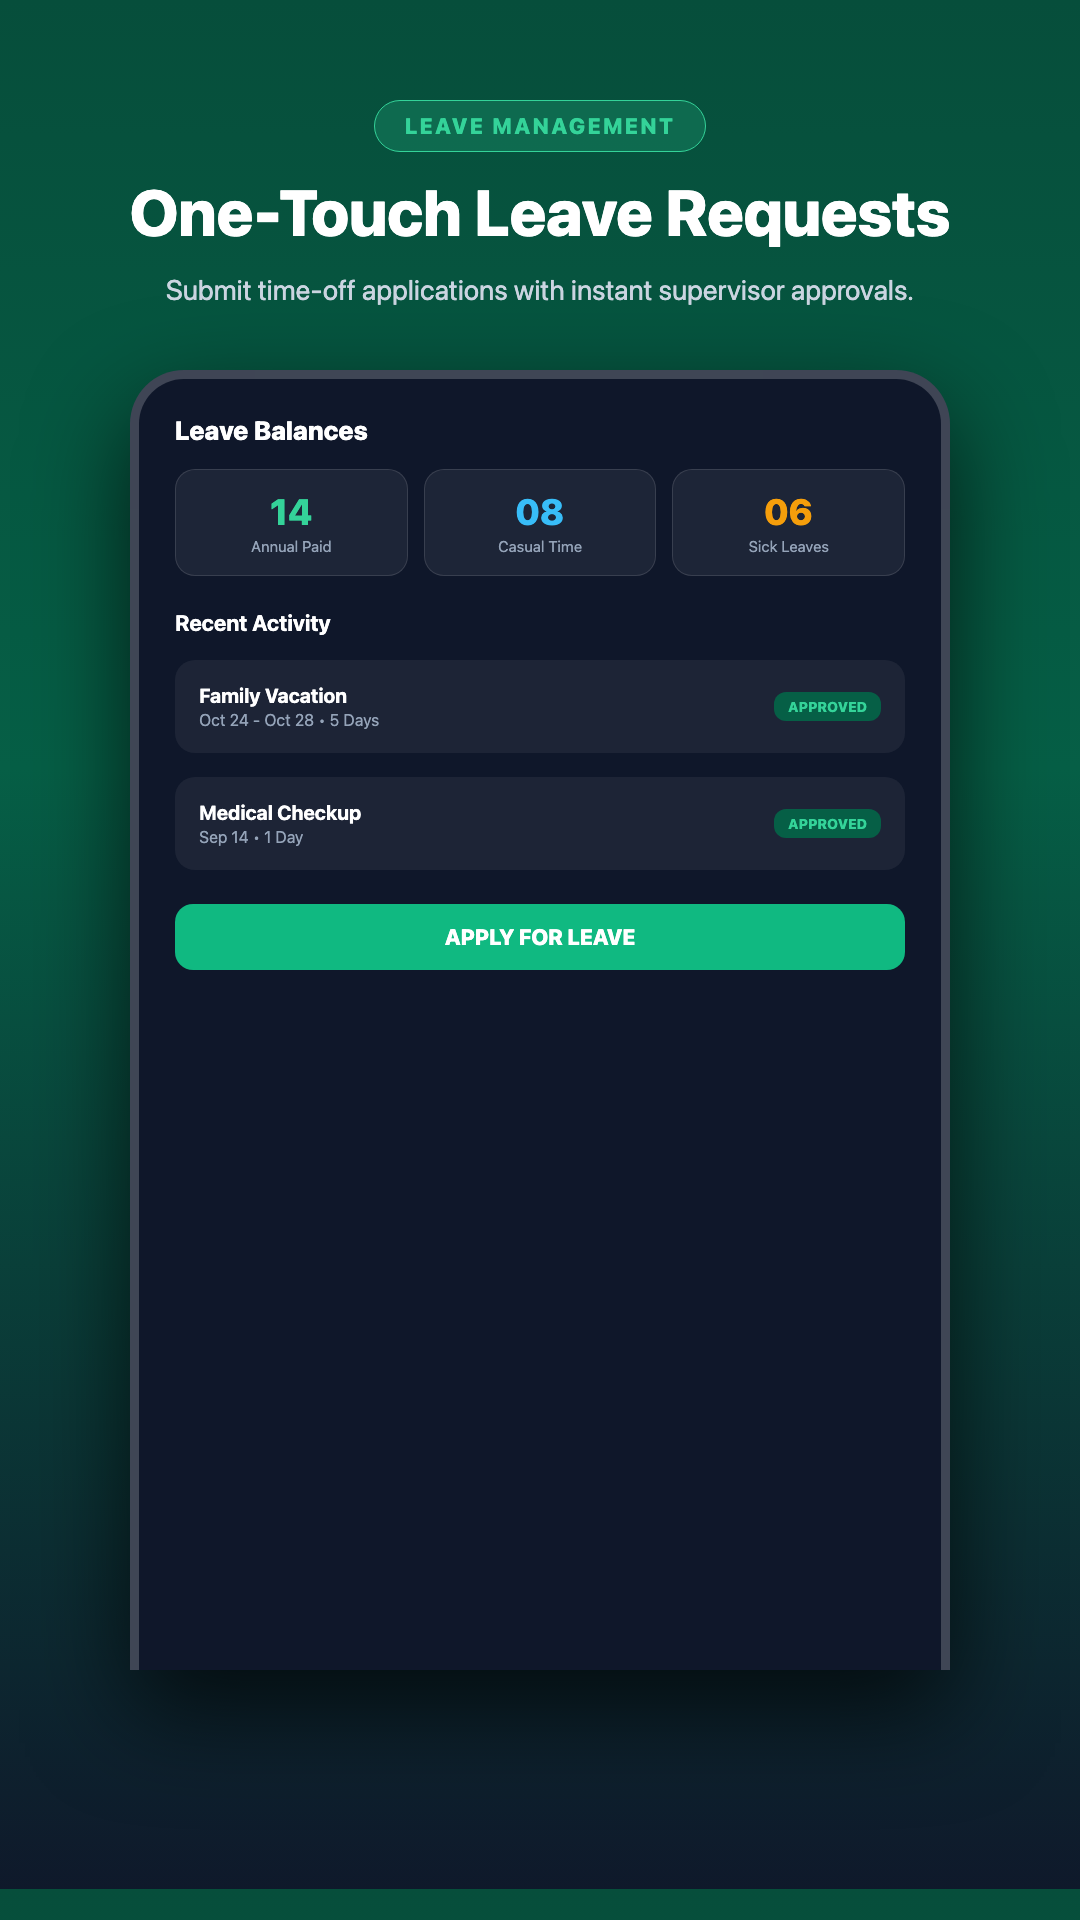 LEAVE MANAGEMENT
One-Touch Leave Requests
Submit time-off applications with instant supervisor approvals.
Leave Balances
14
Annual Paid
08
Casual Time
06
Sick Leaves
Recent Activity
Family Vacation
Oct 24 - Oct 28 • 5 Days
APPROVED
Medical Checkup
Sep 14 • 1 Day
APPROVED
APPLY FOR LEAVE